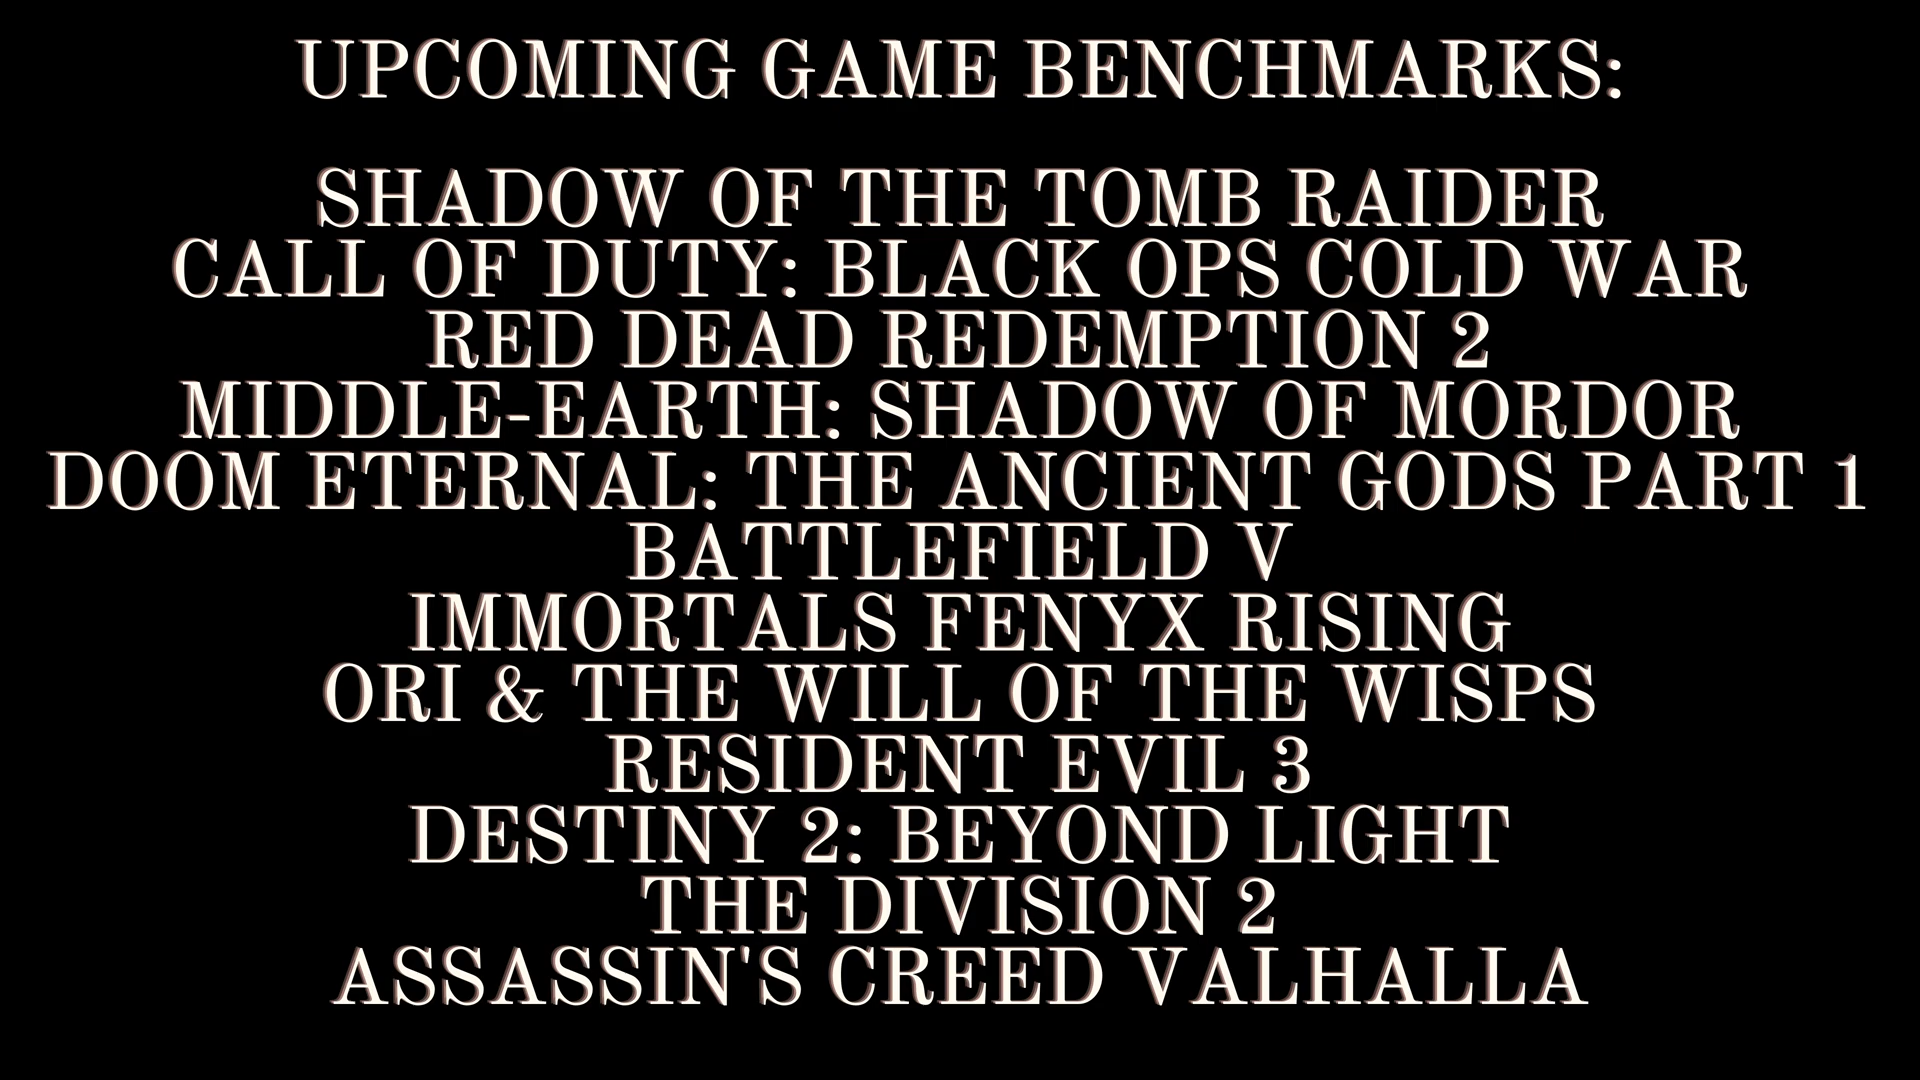 UPCOMING GAME BENCHMARKS:
SHADOW OF THE TOMB RAIDER
CALL OF DUTY: BLACK OPS COLD WAR
RED DEAD REDEMPTION 2
MIDDLE-EARTH: SHADOW OF MORDOR
DOOM ETERNAL: THE ANCIENT GODS PART 1
BATTLEFIELD V
IMMORTALS FENYX RISING
ORI & THE WILL OF THE WISPS
RESIDENT EVIL 3
DESTINY 2: BEYOND LIGHT
THE DIVISION 2
ASSASSIN'S CREED VALHALLA